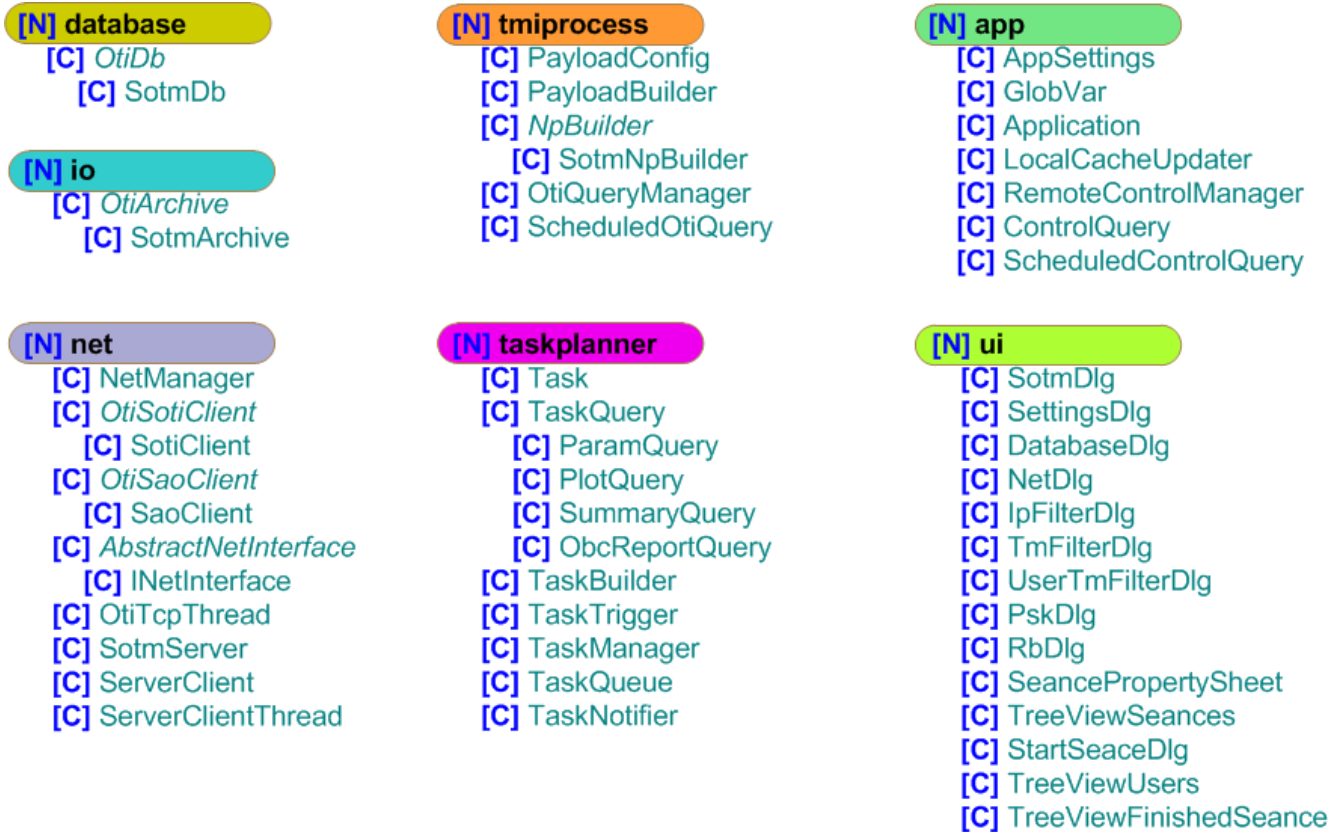 [N] database
[C] OtiDb
[C] SotmDb
[N] io
[C] OtiArchive
[C] SotmArchive
[N] net
[C] NetManager
[C] OtiSotiClient
[C] SotiClient
[C] OtiSaoClient
[C] SaoClient
[C] AbstractNetInterface
[C] INetInterface
[C] OtiTcpThread
[C] SotmServer
[C] ServerClient
[C] ServerClientThread
[N] tmiprocess
[C] PayloadConfig
[C] PayloadBuilder
[C] NpBuilder
[C] SotmNpBuilder
[C] OtiQueryManager
[C] ScheduledOtiQuery
[N] taskplanner
[C] Task
[C] TaskQuery
[C] ParamQuery
[C] PlotQuery
[C] SummaryQuery
[C] ObcReportQuery
[C] TaskBuilder
[C] TaskTrigger
[C] TaskManager
[C] TaskQueue
[C] TaskNotifier
[N] app
[C] AppSettings
[C] GlobVar
[C] Application
[C] LocalCacheUpdater
[C] RemoteControlManager
[C] ControlQuery
[C] ScheduledControlQuery
[N] ui
[C] SotmDlg
[C] SettingsDlg
[C] DatabaseDlg
[C] NetDlg
[C] IpFilterDlg
[C] TmFilterDlg
[C] UserTmFilterDlg
[C] PskDlg
[C] RbDlg
[C] SeancePropertySheet
[C] TreeViewSeances
[C] StartSeaceDlg
[C] TreeViewUsers
[C] TreeViewFinishedSeance